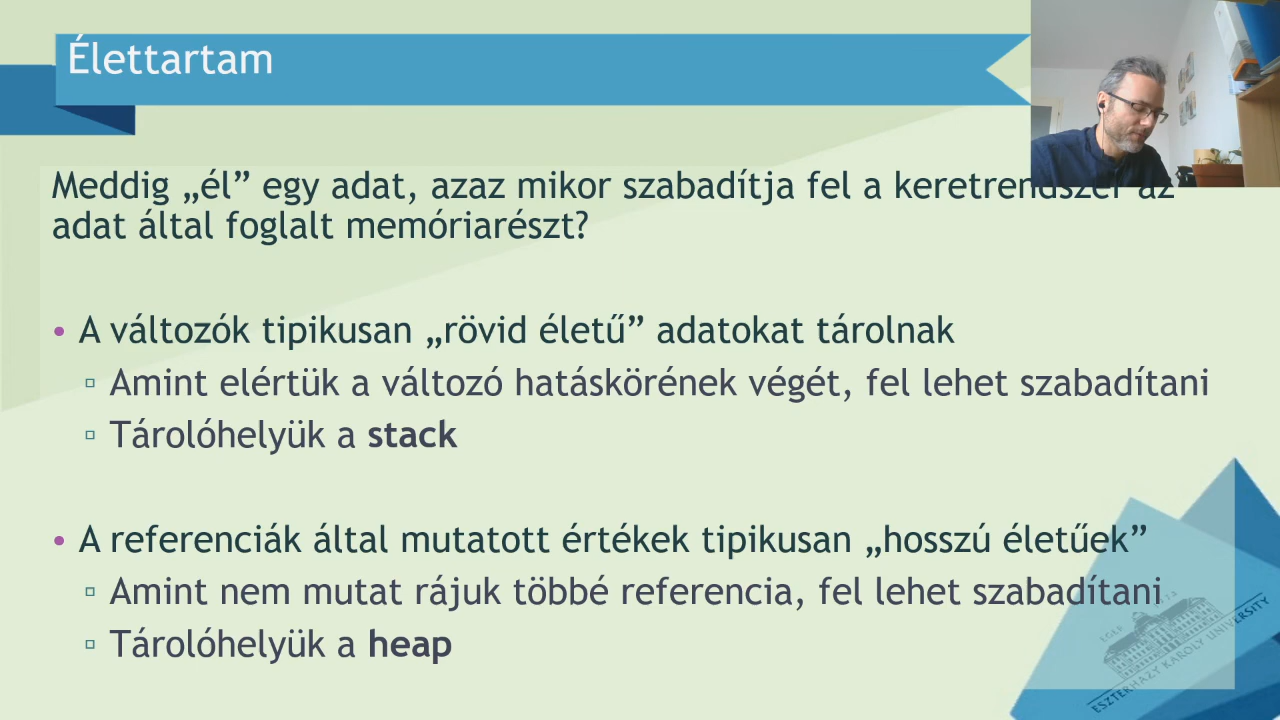 Élettartam
Meddig „él” egy adat, azaz mikor szabadítja fel a keretrendszer az
adat által foglalt memóriarészt?
• A változók tipikusan „rövid életű” adatokat tárolnak
▫ Amint elértük a változó hatáskörének végét, fel lehet szabadítani
▫ Tárolóhelyük a stack
• A referenciák által mutatott értékek tipikusan „hosszú életűek”
▫ Amint nem mutat rájuk többé referencia, fel lehet szabadítani
▫ Tárolóhelyük a heap
EGER 1774
ESZTERHÁZY KÁROLY UNIVERSITY